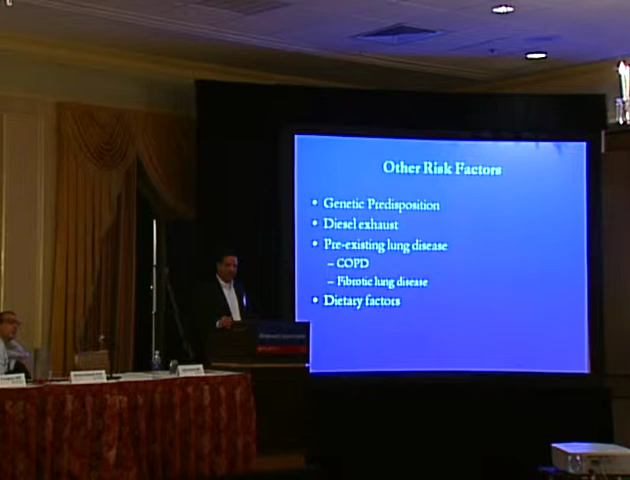 Other Risk Factors
• Genetic Predisposition
• Diesel exhaust
• Pre-existing lung disease
– COPD
– Fibrotic lung disease
• Dietary factors